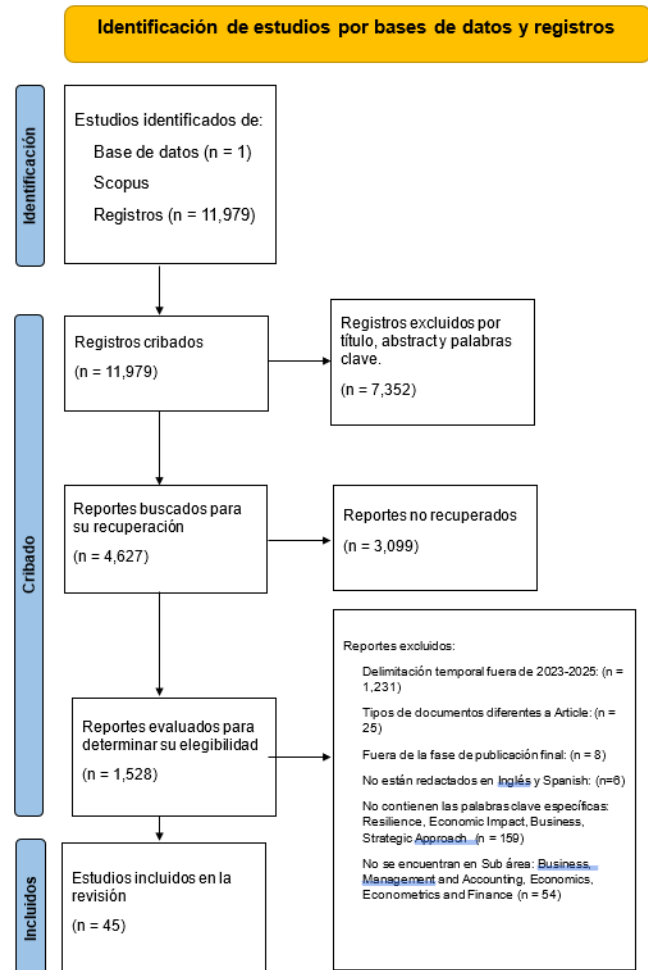 Identificación de estudios por bases de datos y registros
Identificación
Estudios identificados de:
Base de datos (n = 1)
Scopus
Registros (n = 11,979)
Cribado
Registros cribados
(n = 11,979)
Registros excluidos por
título, abstract y palabras
clave.
(n = 7,352)
Reportes buscados para
su recuperación
(n = 4,627)
Reportes no recuperados
(n = 3,099)
Reportes evaluados para
determinar su elegibilidad
(n = 1,528)
Reportes excluidos:
Delimitación temporal fuera de 2023-2025: (n =
1,231)
Tipos de documentos diferentes a Article: (n =
25)
Fuera de la fase de publicación final: (n = 8)
No están redactados en Inglés y Spanish: (n=6)
No contienen las palabras clave específicas:
Resilience, Economic Impact, Business,
Strategic Approach (n = 159)
No se encuentran en Sub área: Business,
Management and Accounting, Economics,
Econometrics and Finance (n = 54)
Incluidos
Estudios incluidos en la
revisión
(n = 45)